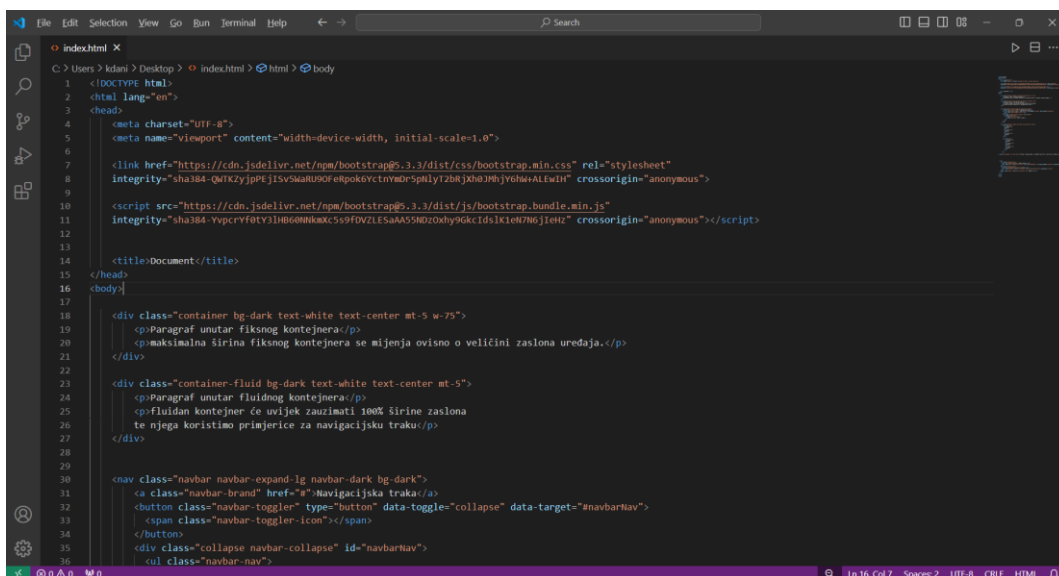 File Edit Selection View Go Run Terminal Help
Search
index.html
C: > Users > kdani > Desktop > index.html > html > body
1 <!DOCTYPE html>
2 <html lang="en">
3 <head>
4 <meta charset="UTF-8">
5 <meta name="viewport" content="width=device-width, initial-scale=1.0">
6
7 <link href="https://cdn.jsdelivr.net/npm/bootstrap@5.3.3/dist/css/bootstrap.min.css" rel="stylesheet"
8 integrity="sha384-QWTKZyjpPEjISv5WaRU9OFeRpok6YctnYmDr5pNlyT2bRjXh0JMhjY6hW+ALEwIH" crossorigin="anonymous">
9
10 <script src="https://cdn.jsdelivr.net/npm/bootstrap@5.3.3/dist/js/bootstrap.bundle.min.js"
11 integrity="sha384-YvpcrYf0tY3lHB60NNkmXc5s9fDVZLESaAA55NDzOxhy9GkcIdslK1eN7N6jIeHz" crossorigin="anonymous"></script>
12
13
14 <title>Document</title>
15 </head>
16 <body>
17
18 <div class="container bg-dark text-white text-center mt-5 w-75">
19 <p>Paragraf unutar fiksnog kontejnera</p>
20 <p>maksimalna širina fiksnog kontejnera se mijenja ovisno o veličini zaslona uređaja.</p>
21 </div>
22
23 <div class="container-fluid bg-dark text-white text-center mt-5">
24 <p>Paragraf unutar fluidnog kontejnera</p>
25 <p>fluidan kontejner će uvijek zauzimati 100% širine zaslona
26 te njega koristimo primjerice za navigacijsku traku</p>
27 </div>
28
29
30 <nav class="navbar navbar-expand-lg navbar-dark bg-dark">
31 <a class="navbar-brand" href="#">Navigacijska traka</a>
32 <button class="navbar-toggler" type="button" data-toggle="collapse" data-target="#navbarNav">
33 <span class="navbar-toggler-icon"></span>
34 </button>
35 <div class="collapse navbar-collapse" id="navbarNav">
36 <ul class="navbar-nav">
0 0 0 Ln 16, Col 7 Spaces: 2 UTF-8 CRLF HTML